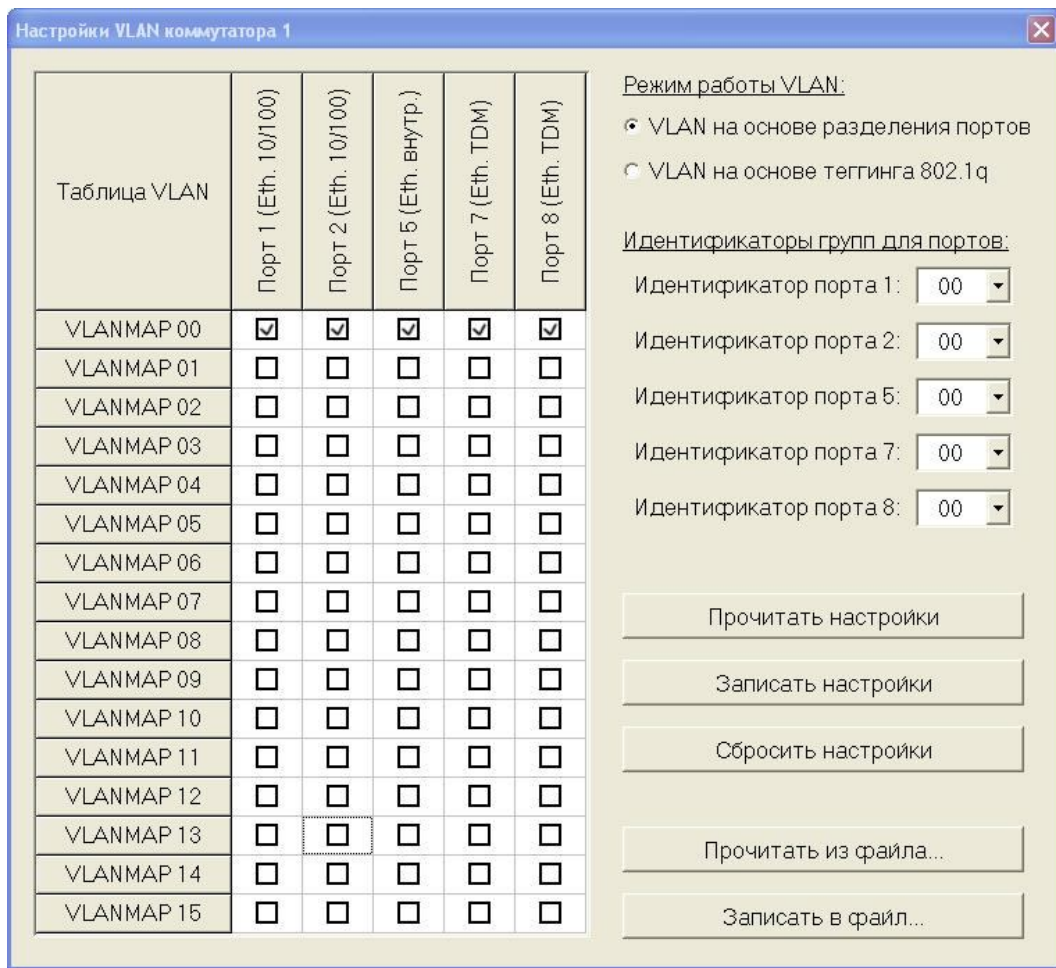 Настройки VLAN коммутатора 1
Таблица VLAN
Порт 1 (Eth. 10/100)
Порт 2 (Eth. 10/100)
Порт 5 (Eth. внутр.)
Порт 7 (Eth. TDM)
Порт 8 (Eth. TDM)
VLANMAP 00
VLANMAP 01
VLANMAP 02
VLANMAP 03
VLANMAP 04
VLANMAP 05
VLANMAP 06
VLANMAP 07
VLANMAP 08
VLANMAP 09
VLANMAP 10
VLANMAP 11
VLANMAP 12
VLANMAP 13
VLANMAP 14
VLANMAP 15
Режим работы VLAN:
VLAN на основе разделения портов
VLAN на основе теггинга 802.1q
Идентификаторы групп для портов:
Идентификатор порта 1: 00
Идентификатор порта 2: 00
Идентификатор порта 5: 00
Идентификатор порта 7: 00
Идентификатор порта 8: 00
Прочитать настройки
Записать настройки
Сбросить настройки
Прочитать из файла...
Записать в файл...